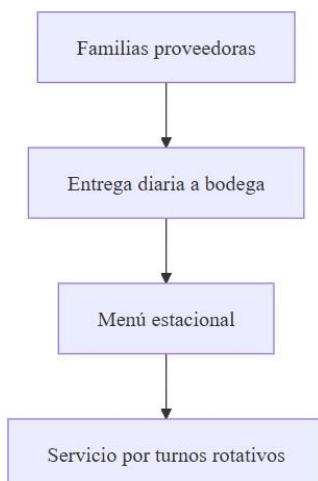 Familias proveedoras
Entrega diaria a bodega
Menú estacional
Servicio por turnos rotativos